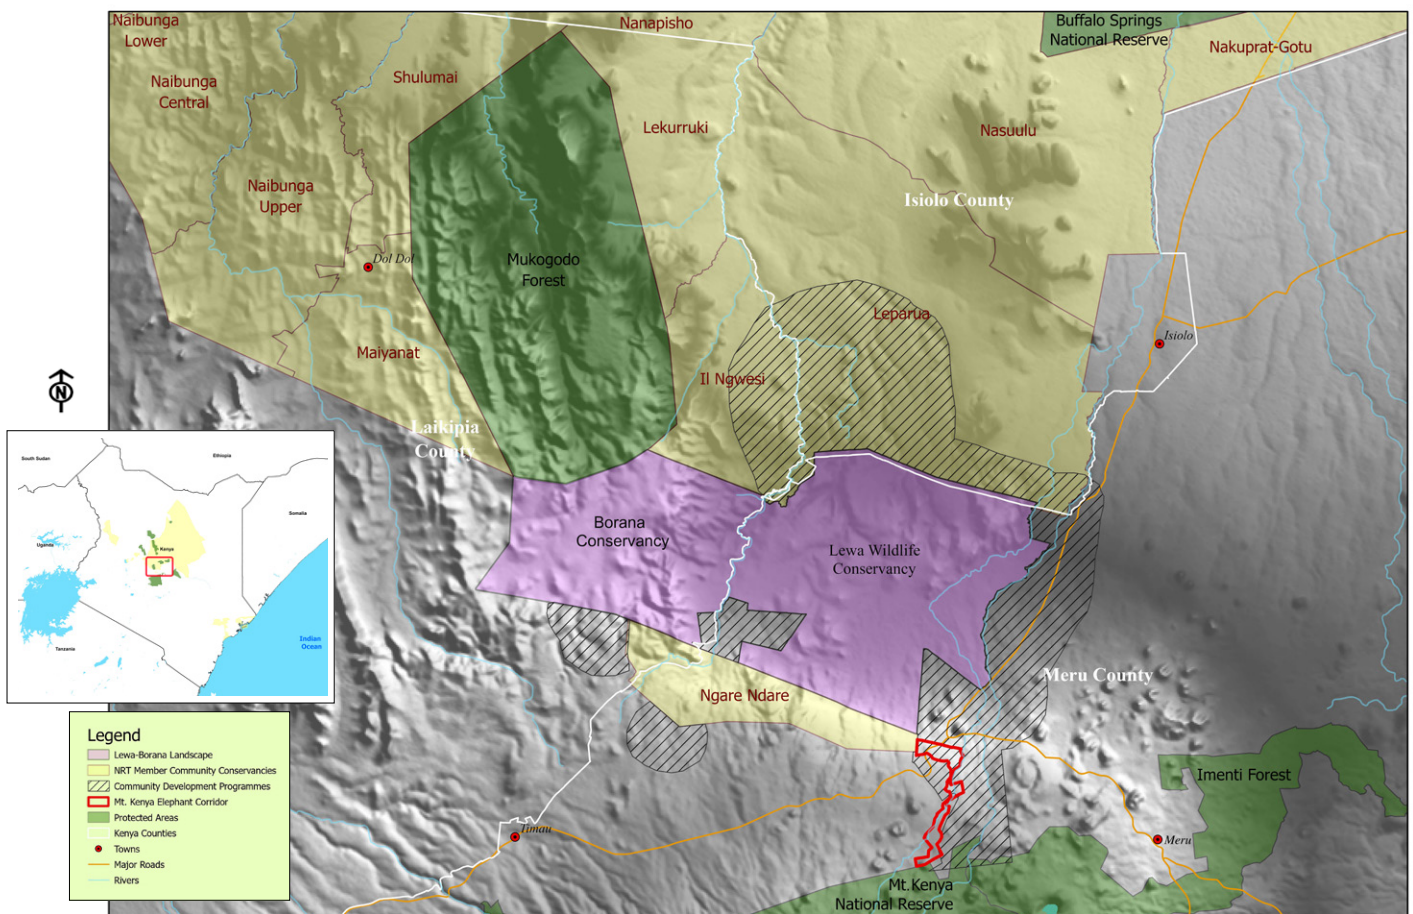 Naibunga
Lower
Nanapisho
Buffalo Springs
National Reserve
Nakuprat-Gotu
Naibunga
Central
Shulumai
Lekurruki
Nasuulu
Naibunga
Upper
Isiolo County
Dol Dol
Mukogodo
Forest
Leparua
Isiolo
Maiyanat
Il Ngwesi
N
Laikipia
County
South Sudan
Ethiopia
Somalia
Uganda
Kenya
Tanzania
Indian
Ocean
Borana
Conservancy
Lewa Wildlife
Conservancy
Meru County
Ngare Ndare
Imenti Forest
Timau
Meru
Mt.Kenya
National Reserve
Legend
Lewa-Borana Landscape
NRT Member Community Conservancies
Community Development Programmes
Mt. Kenya Elephant Corridor
Protected Areas
Kenya Counties
Towns
Major Roads
Rivers